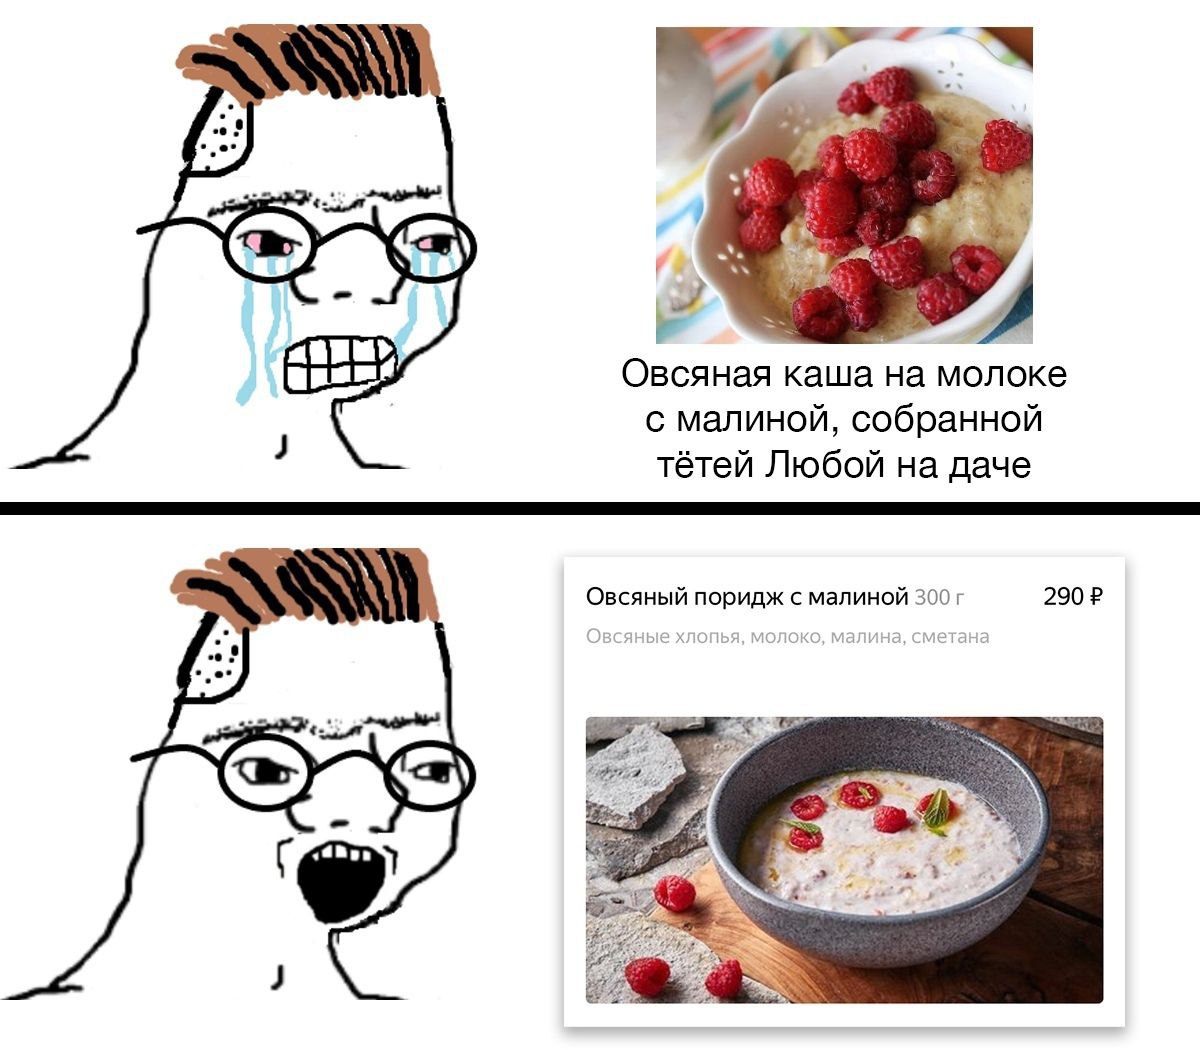 Овсяная каша на молоке
с малиной, собранной
тётей Любой на даче
Овсяный поридж с малиной 300 г 290 ₽
Овсяные хлопья, молоко, малина, сметана